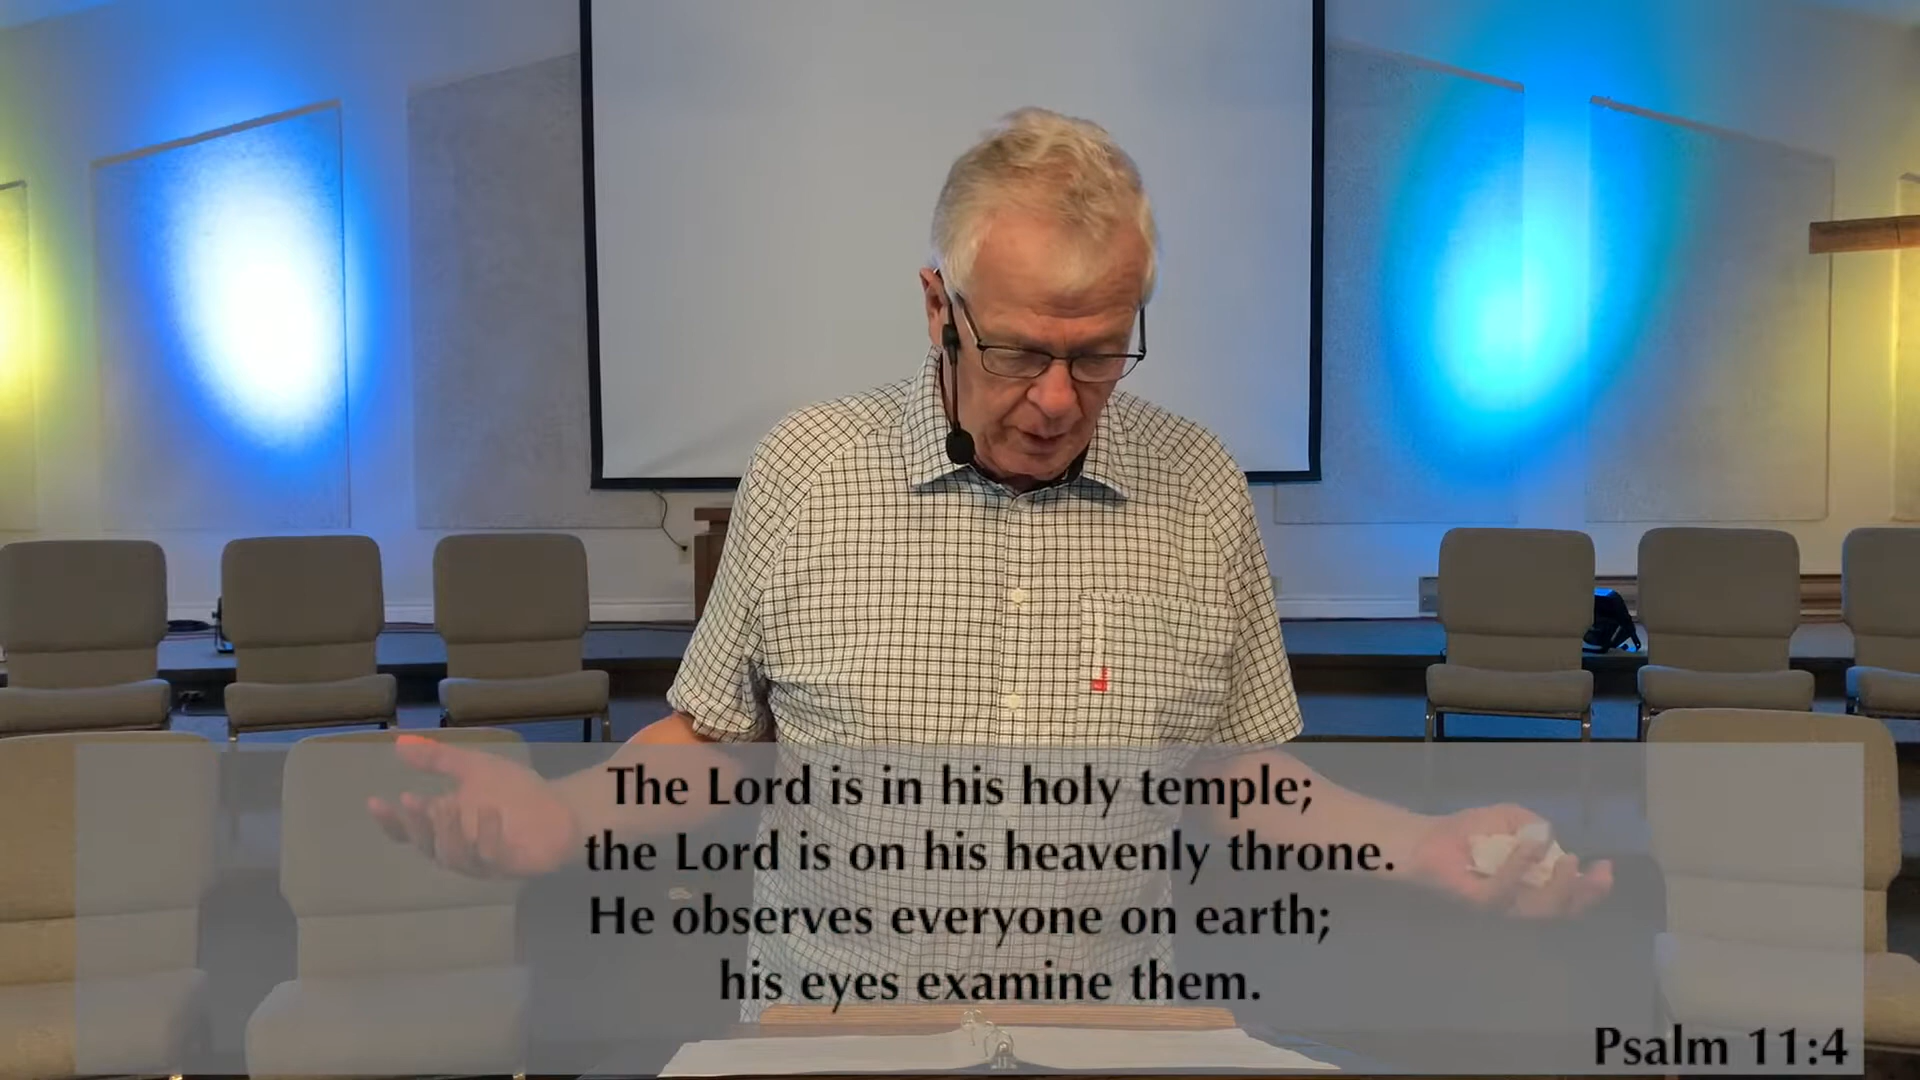 The Lord is in his holy temple;
the Lord is on his heavenly throne.
He observes everyone on earth;
his eyes examine them.
Psalm 11:4